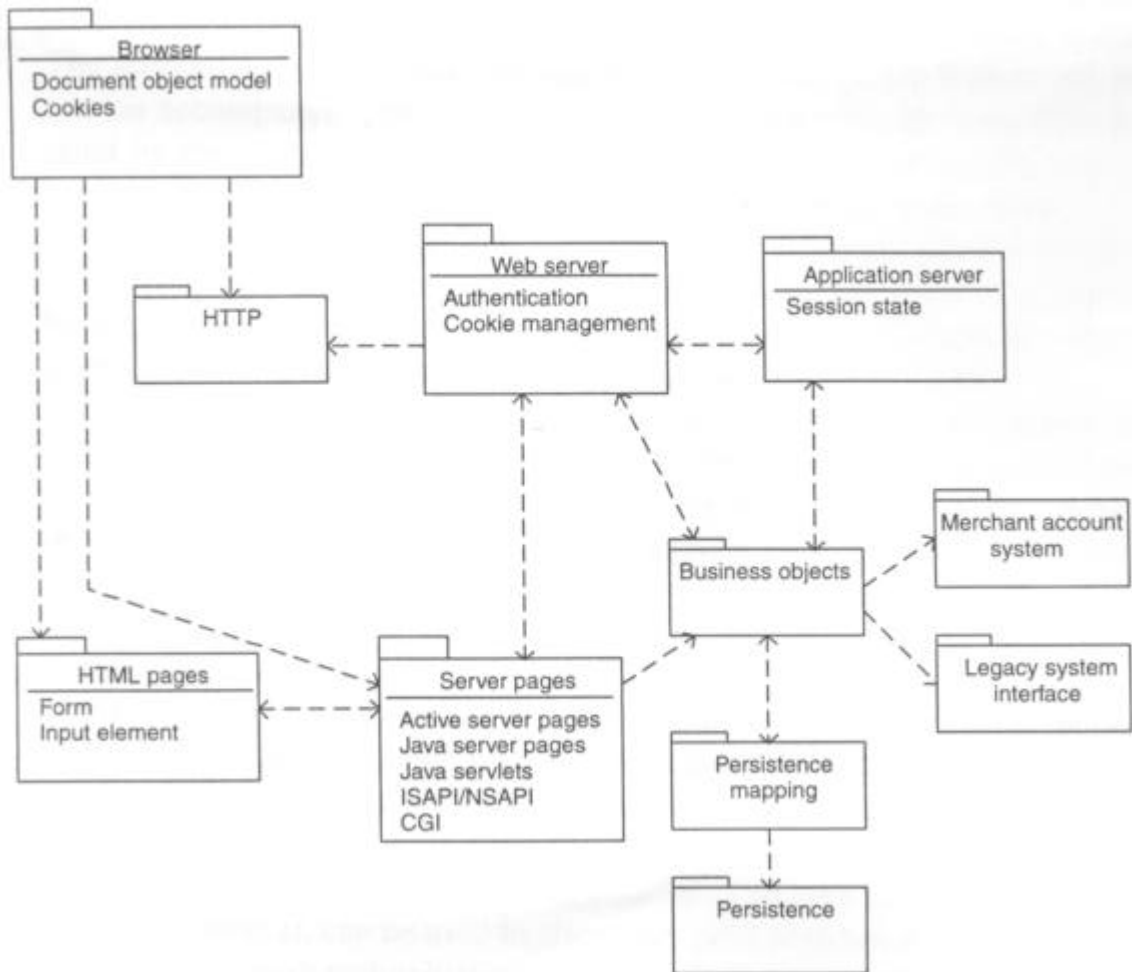 Browser
Document object model
Cookies
HTTP
Web server
Authentication
Cookie management
Application server
Session state
Merchant account
system
Business objects
Legacy system
interface
HTML pages
Form
Input element
Server pages
Active server pages
Java server pages
Java servlets
ISAPI/NSAPI
CGI
Persistence
mapping
Persistence